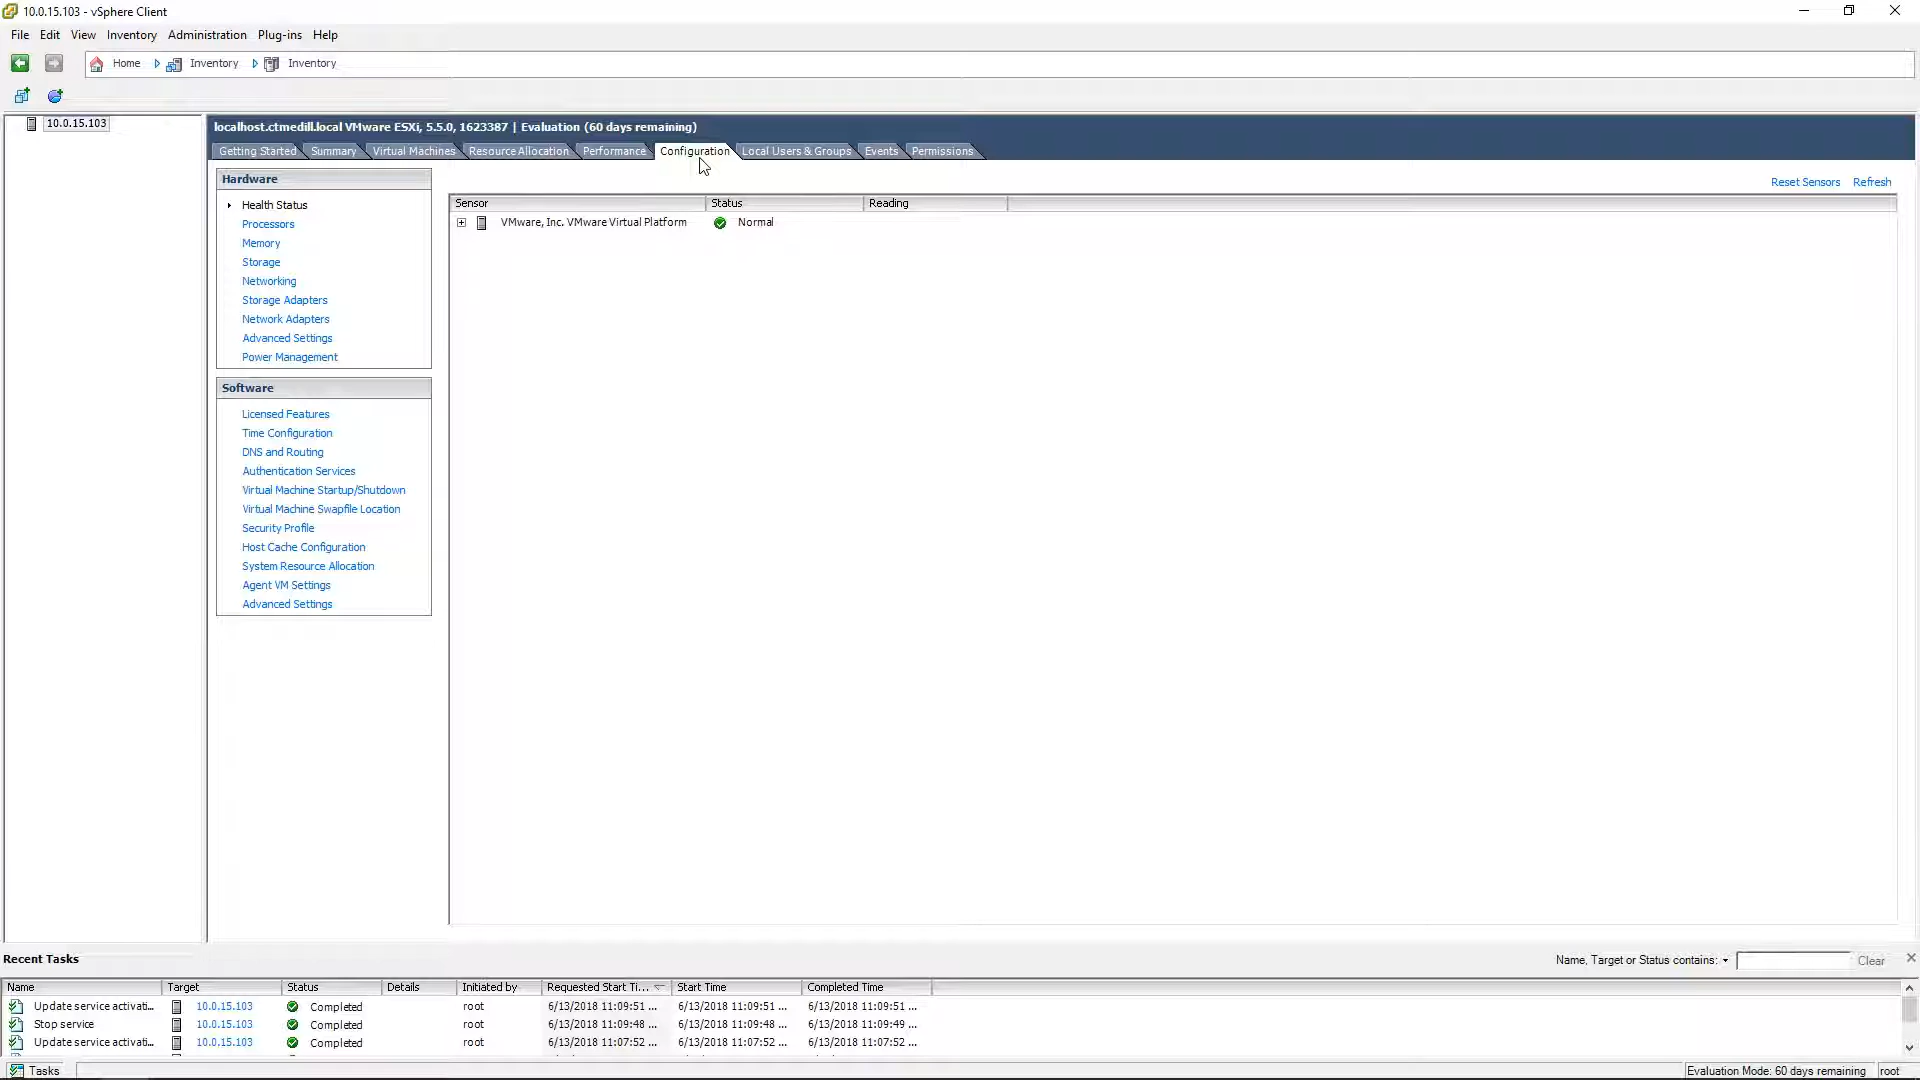 10.0.15.103 - vSphere Client
File Edit View Inventory Administration Plug-ins Help
Home Inventory Inventory
10.0.15.103
localhost.ctmedill.local VMware ESXi, 5.5.0, 1623387 | Evaluation (60 days remaining)
Getting Started Summary Virtual Machines Resource Allocation Performance Configuration Local Users & Groups Events Permissions
Hardware
Health Status
Processors
Memory
Storage
Networking
Storage Adapters
Network Adapters
Advanced Settings
Power Management
Software
Licensed Features
Time Configuration
DNS and Routing
Authentication Services
Virtual Machine Startup/Shutdown
Virtual Machine Swapfile Location
Security Profile
Host Cache Configuration
System Resource Allocation
Agent VM Settings
Advanced Settings
Reset Sensors Refresh
Sensor Status Reading
VMware, Inc. VMware Virtual Platform Normal
Recent Tasks
Name, Target or Status contains: Clear
Name Target Status Details Initiated by Requested Start Ti... Start Time Completed Time
Update service activati... 10.0.15.103 Completed root 6/13/2018 11:09:51 ... 6/13/2018 11:09:51 ... 6/13/2018 11:09:51 ...
Stop service 10.0.15.103 Completed root 6/13/2018 11:09:48 ... 6/13/2018 11:09:48 ... 6/13/2018 11:09:49 ...
Update service activati... 10.0.15.103 Completed root 6/13/2018 11:07:52 ... 6/13/2018 11:07:52 ... 6/13/2018 11:07:52 ...
Tasks Evaluation Mode: 60 days remaining root